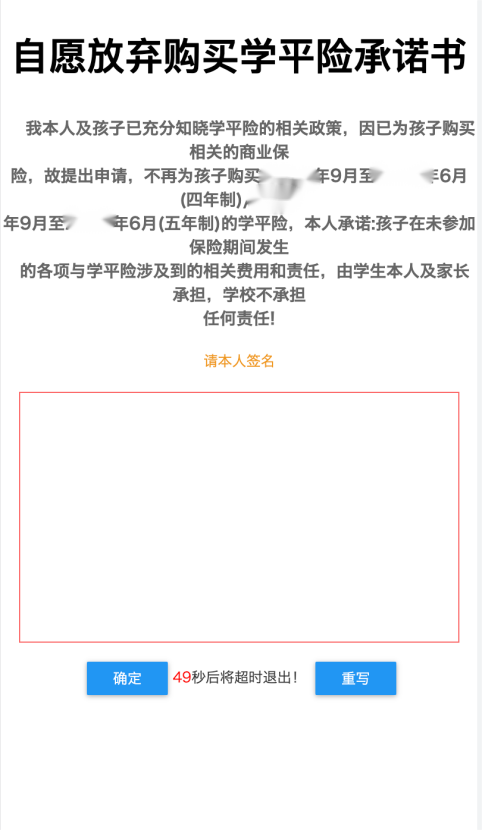 自愿放弃购买学平险承诺书
我本人及孩子已充分知晓学平险的相关政策，因已为孩子购买
相关的商业保
险，故提出申请，不再为孩子购买 年9月至 年6月
(四年制)
年9月至 年6月(五年制)的学平险，本人承诺:孩子在未参加
保险期间发生
的各项与学平险涉及到的相关费用和责任，由学生本人及家长
承担，学校不承担
任何责任!
请本人签名
确定 49秒后将超时退出! 重写